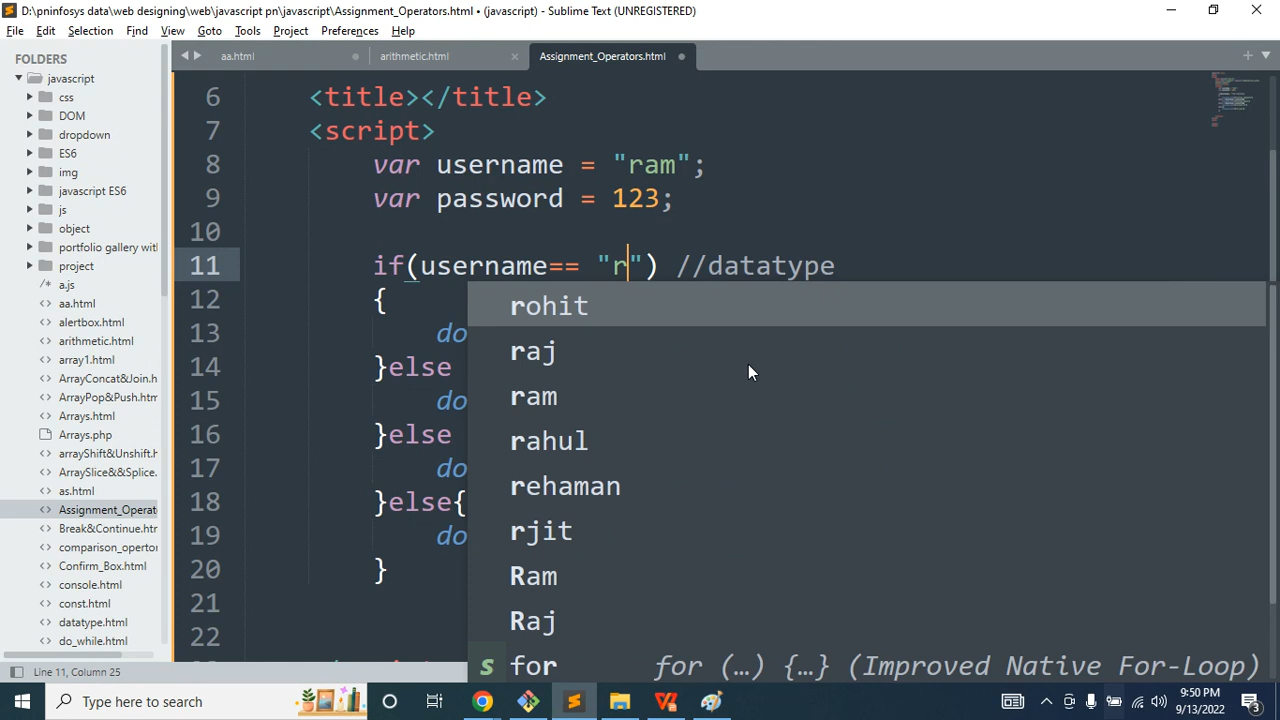 D:\pninfosys data\web designing\web\javascript pn\javascript\Assignment_Operators.html • (javascript) - Sublime Text (UNREGISTERED)
File Edit Selection Find View Goto Tools Project Preferences Help
FOLDERS
javascript
css
DOM
dropdown
ES6
img
javascript ES6
js
object
portfolio gallery with
project
/* a.js
<> aa.html
<> alertbox.html
<> arithmetic.html
<> array1.html
<> ArrayConcat&Join.h
<> ArrayPop&Push.htm
<> Arrays.html
Arrays.php
<> arrayShift&Unshift.h
<> ArraySlice&&Splice.
<> as.html
<> Assignment_Operat
<> Break&Continue.htr
<> comparison_opertor
<> Confirm_Box.html
<> console.html
<> const.html
<> datatype.html
<> do_while.html
aa.html arithmetic.html × Assignment_Operators.html
6 <title></title>
7 <script>
8 var username = "ram";
9 var password = 123;
10
11 if(username== "r") //datatype
12 {
13 do
14 }else
15 do
16 }else
17 do
18 }else{
19 do
20 }
21
22
rohit
raj
ram
rahul
rehaman
rjit
Ram
Raj
s for for (…) {…} (Improved Native For-Loop)
Line 11, Column 25
Type here to search
9:50 PM
9/13/2022
3